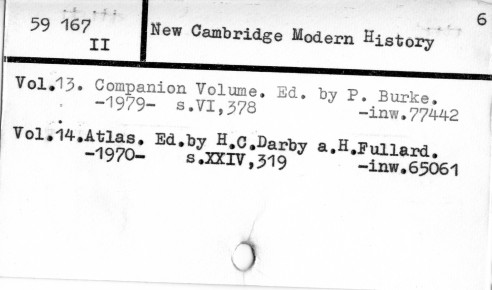 6
59 167 New Cambridge Modern History
II
Vol.13. Companion Volume. Ed. by P. Burke.
-1979- s.VI,378 -inw.77442
Vol.14.Atlas. Ed.by H.C.Darby a.H.Fullard.
-1970- s.XXIV,319 -inw.65061